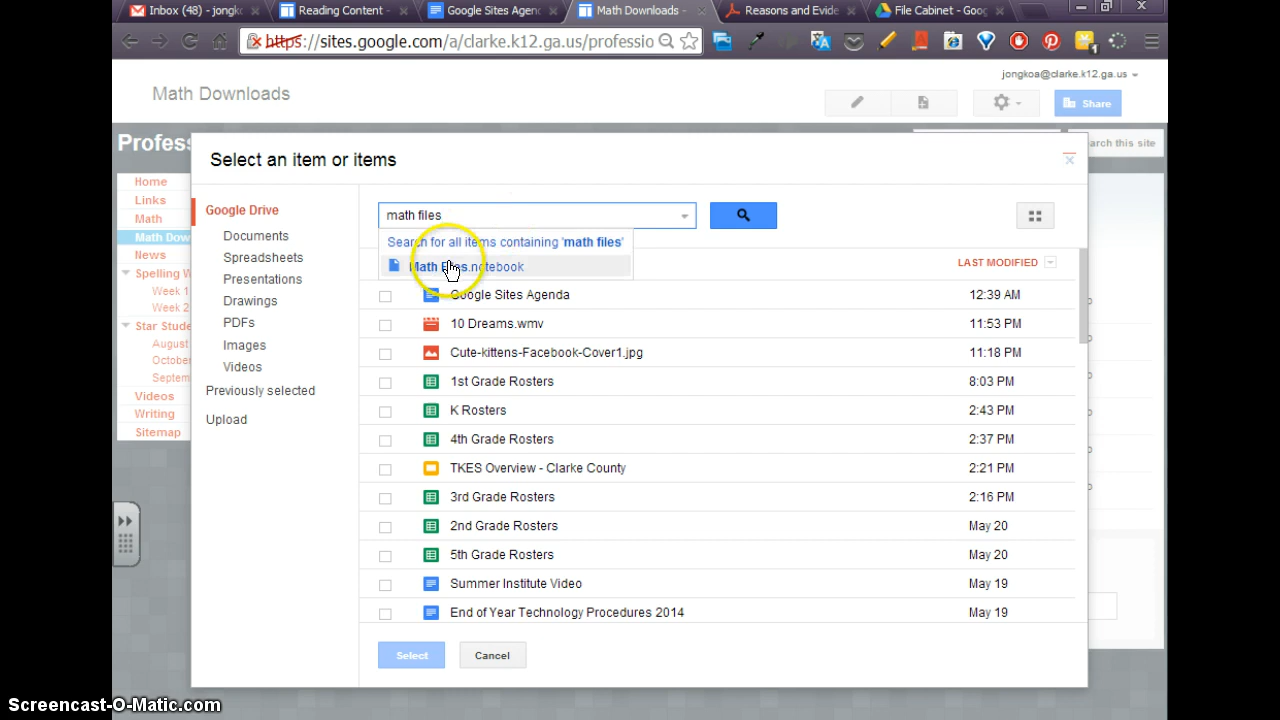 Inbox (48) - jongko
Reading Content -
Google Sites Agend
Math Downloads -
Reasons and Evide
File Cabinet - Goog
https://sites.google.com/a/clarke.k12.ga.us/professio
1
jongkoa@clarke.k12.ga.us
Math Downloads
Share
Profess
arch this site
Home
Links
Math
Math Dow
News
Spelling W
Week 1
Week 2
Star Stude
August
October
Septem
Videos
Writing
Sitemap
Select an item or items
Google Drive
Documents
Spreadsheets
Presentations
Drawings
PDFs
Images
Videos
Previously selected
Upload
math files
Search for all items containing 'math files'
Math Files.notebook
LAST MODIFIED
Google Sites Agenda 12:39 AM
10 Dreams.wmv 11:53 PM
Cute-kittens-Facebook-Cover1.jpg 11:18 PM
1st Grade Rosters 8:03 PM
K Rosters 2:43 PM
4th Grade Rosters 2:37 PM
TKES Overview - Clarke County 2:21 PM
3rd Grade Rosters 2:16 PM
2nd Grade Rosters May 20
5th Grade Rosters May 20
Summer Institute Video May 19
End of Year Technology Procedures 2014 May 19
Select
Cancel
Screencast-O-Matic.com